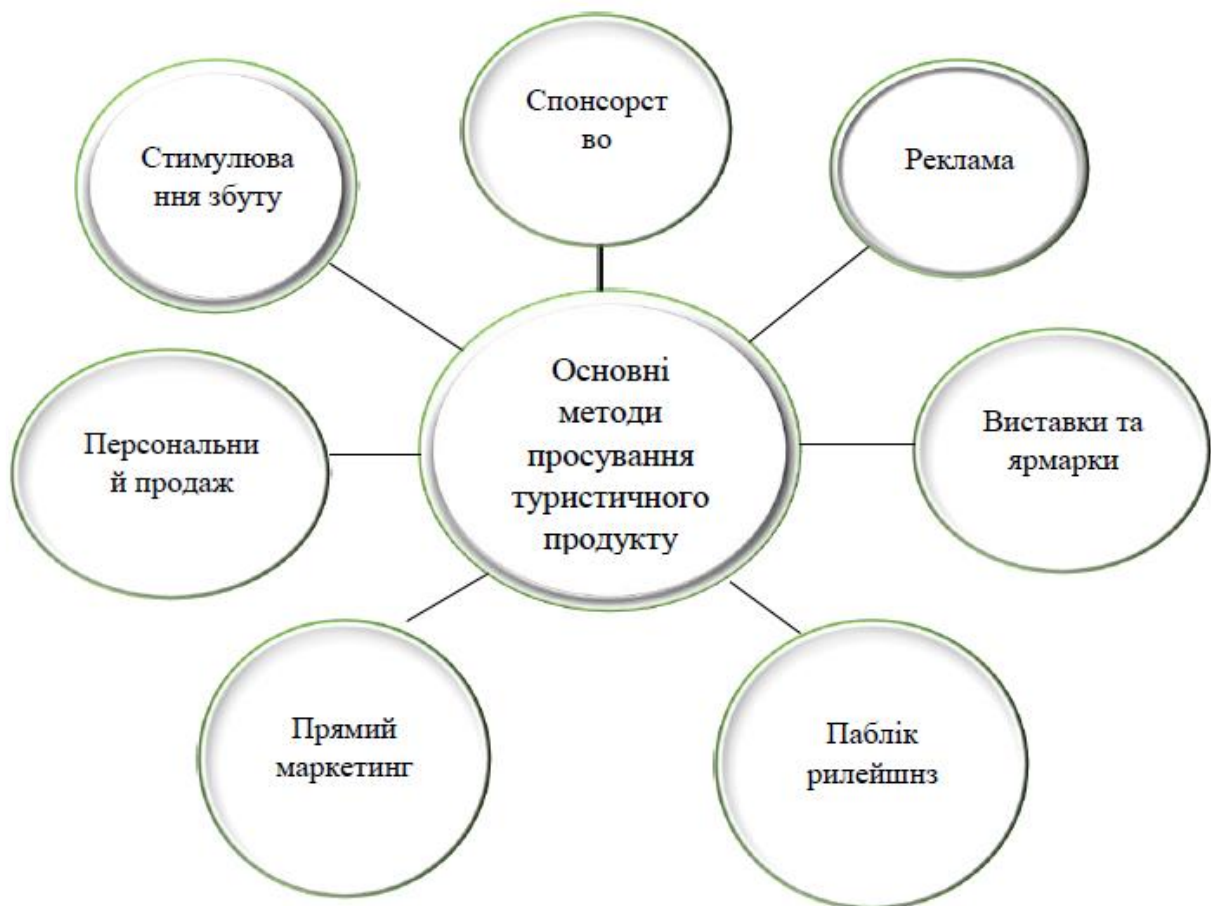 Спонсорст
во
Стимулюва
ння збуту
Реклама
Основні
методи
просування
туристичного
продукту
Виставки та
ярмарки
Персональни
й продаж
Прямий
маркетинг
Паблік
рилейшнз